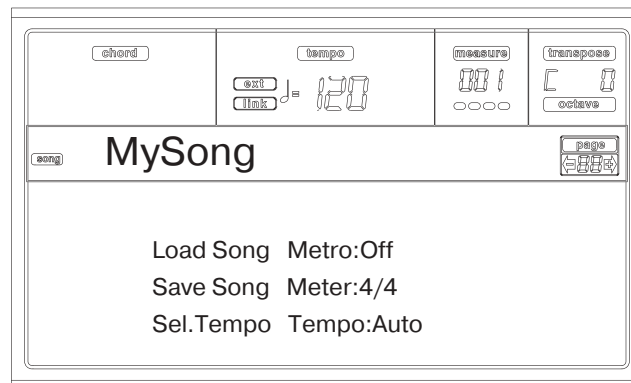 chord tempo measure transpose
ext link = 120 001 C 0
octave
song MySong page
88
Load Song Metro:Off
Save Song Meter:4/4
Sel.Tempo Tempo:Auto